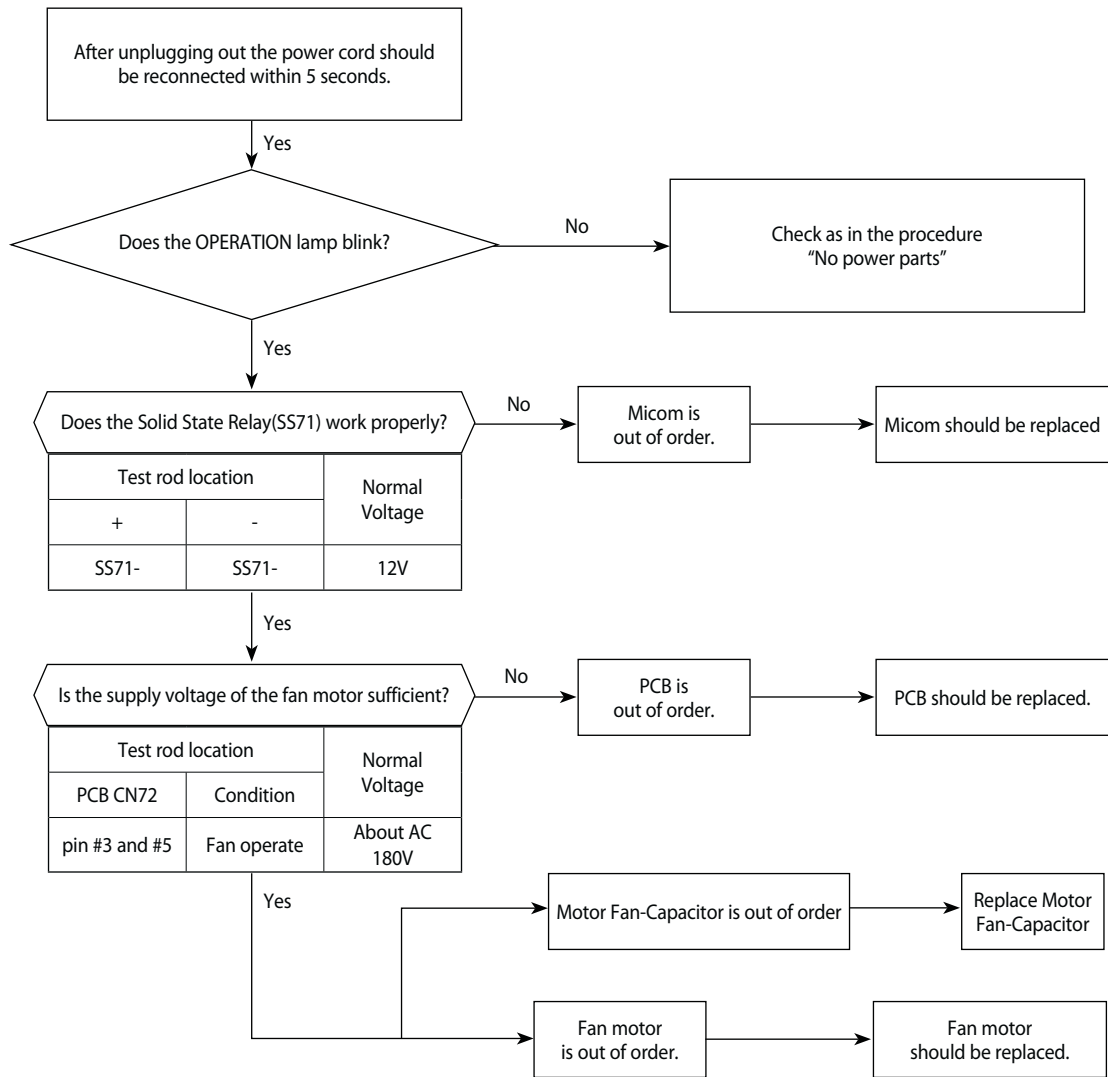 After unplugging out the power cord should
be reconnected within 5 seconds.
Yes
Does the OPERATION lamp blink?
No
Check as in the procedure
“No power parts”
Yes
Does the Solid State Relay(SS71) work properly?
No
Micom is
out of order.
Micom should be replaced
Test rod location
Normal
Voltage
+
-
SS71-
SS71-
12V
Yes
Is the supply voltage of the fan motor sufficient?
No
PCB is
out of order.
PCB should be replaced.
Test rod location
Normal
Voltage
PCB CN72
Condition
pin #3 and #5
Fan operate
About AC
180V
Yes
Motor Fan-Capacitor is out of order
Replace Motor
Fan-Capacitor
Fan motor
is out of order.
Fan motor
should be replaced.